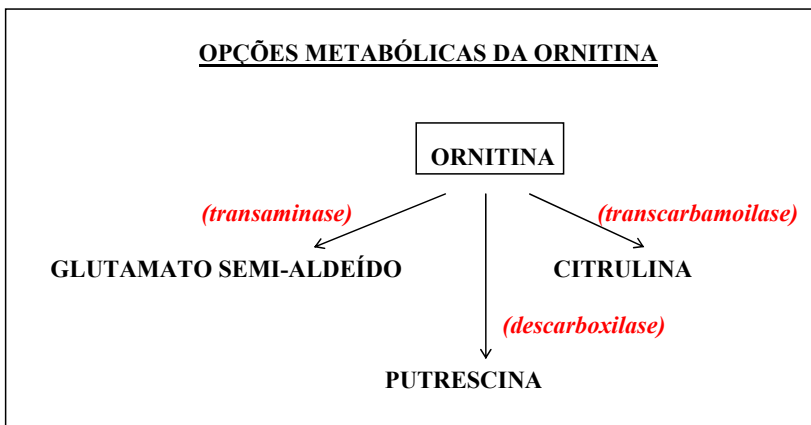 OPÇÕES METABÓLICAS DA ORNITINA
ORNITINA
(transaminase)
(transcarbamoilase)
GLUTAMATO SEMI-ALDEÍDO
CITRULINA
(descarboxilase)
PUTRESCINA